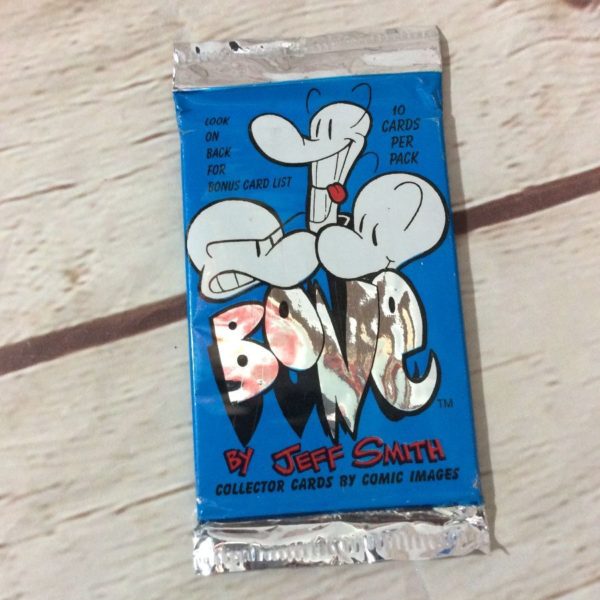 LOOK
ON
BACK
FOR
BONUS CARD LIST
10
CARDS
PER
PACK
BONE
TM
BY JEFF SMITH
COLLECTOR CARDS BY COMIC IMAGES